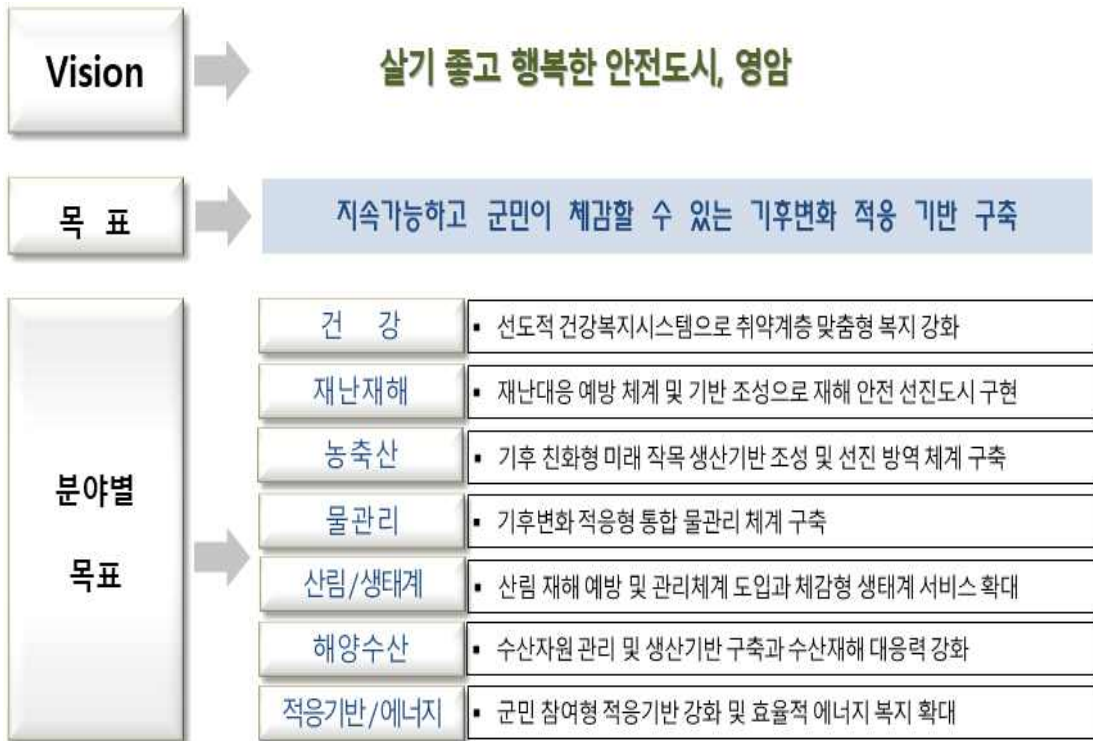 Vision
살기 좋고 행복한 안전도시, 영암
목 표
지속가능하고 군민이 체감할 수 있는 기후변화 적응 기반 구축
분야별
목표
건 강
▪ 선도적 건강복지시스템으로 취약계층 맞춤형 복지 강화
재난재해
▪ 재난대응 예방 체계 및 기반 조성으로 재해 안전 선진도시 구현
농축산
▪ 기후 친화형 미래 작목 생산기반 조성 및 선진 방역 체계 구축
물관리
▪ 기후변화 적응형 통합 물관리 체계 구축
산림/생태계
▪ 산림 재해 예방 및 관리체계 도입과 체감형 생태계 서비스 확대
해양수산
▪ 수산자원 관리 및 생산기반 구축과 수산재해 대응력 강화
적응기반/에너지
▪ 군민 참여형 적응기반 강화 및 효율적 에너지 복지 확대